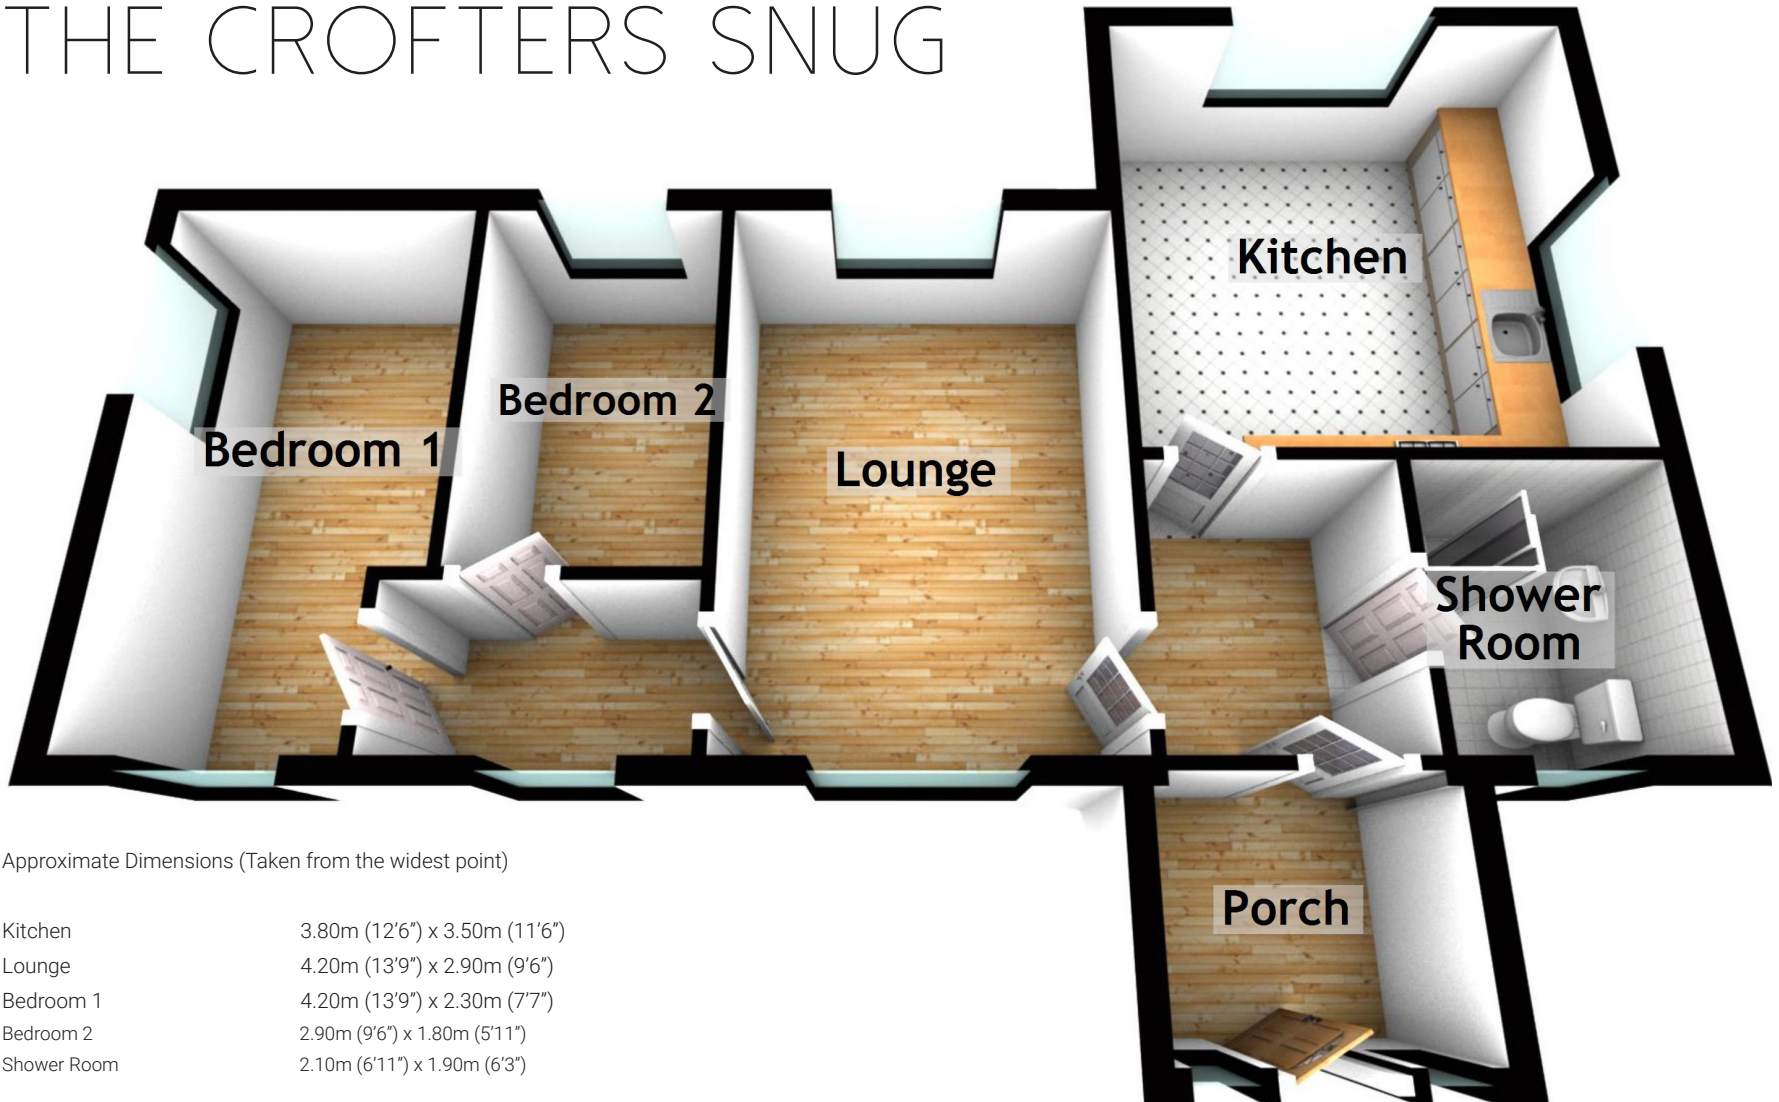 THE CROFTERS SNUG
Kitchen
Bedroom 2
Bedroom 1
Lounge
Shower
Room
Porch
Approximate Dimensions (Taken from the widest point)
Kitchen 3.80m (12’6”) x 3.50m (11’6”)
Lounge 4.20m (13’9”) x 2.90m (9’6”)
Bedroom 1 4.20m (13’9”) x 2.30m (7’7”)
Bedroom 2 2.90m (9’6”) x 1.80m (5’11”)
Shower Room 2.10m (6’11”) x 1.90m (6’3”)